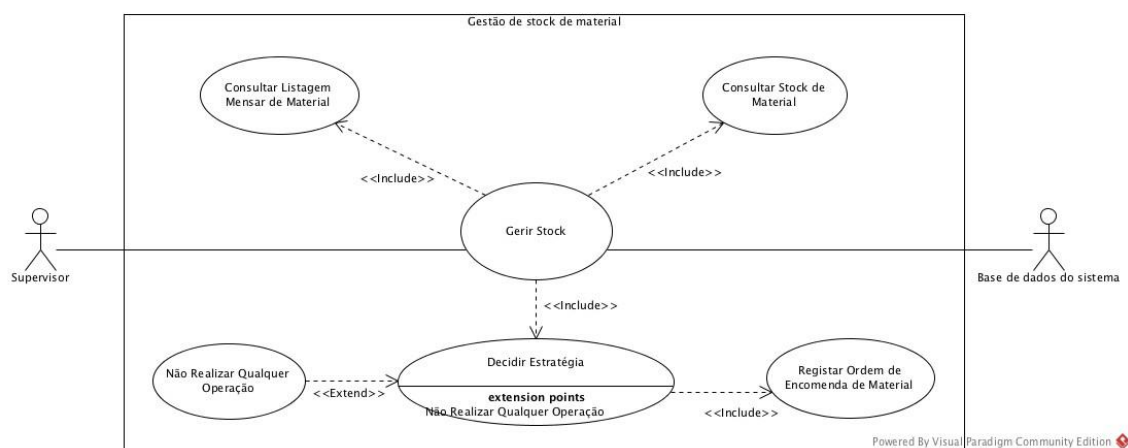 Gestão de stock de material
Consultar Listagem
Mensar de Material
Consultar Stock de
Material
<<Include>>
<<Include>>
Gerir Stock
Supervisor
Base de dados do sistema
<<Include>>
Não Realizar Qualquer
Operação
<<Extend>>
Decidir Estratégia
extension points
Não Realizar Qualquer Operação
<<Include>>
Registar Ordem de
Encomenda de Material
Powered By Visual Paradigm Community Edition